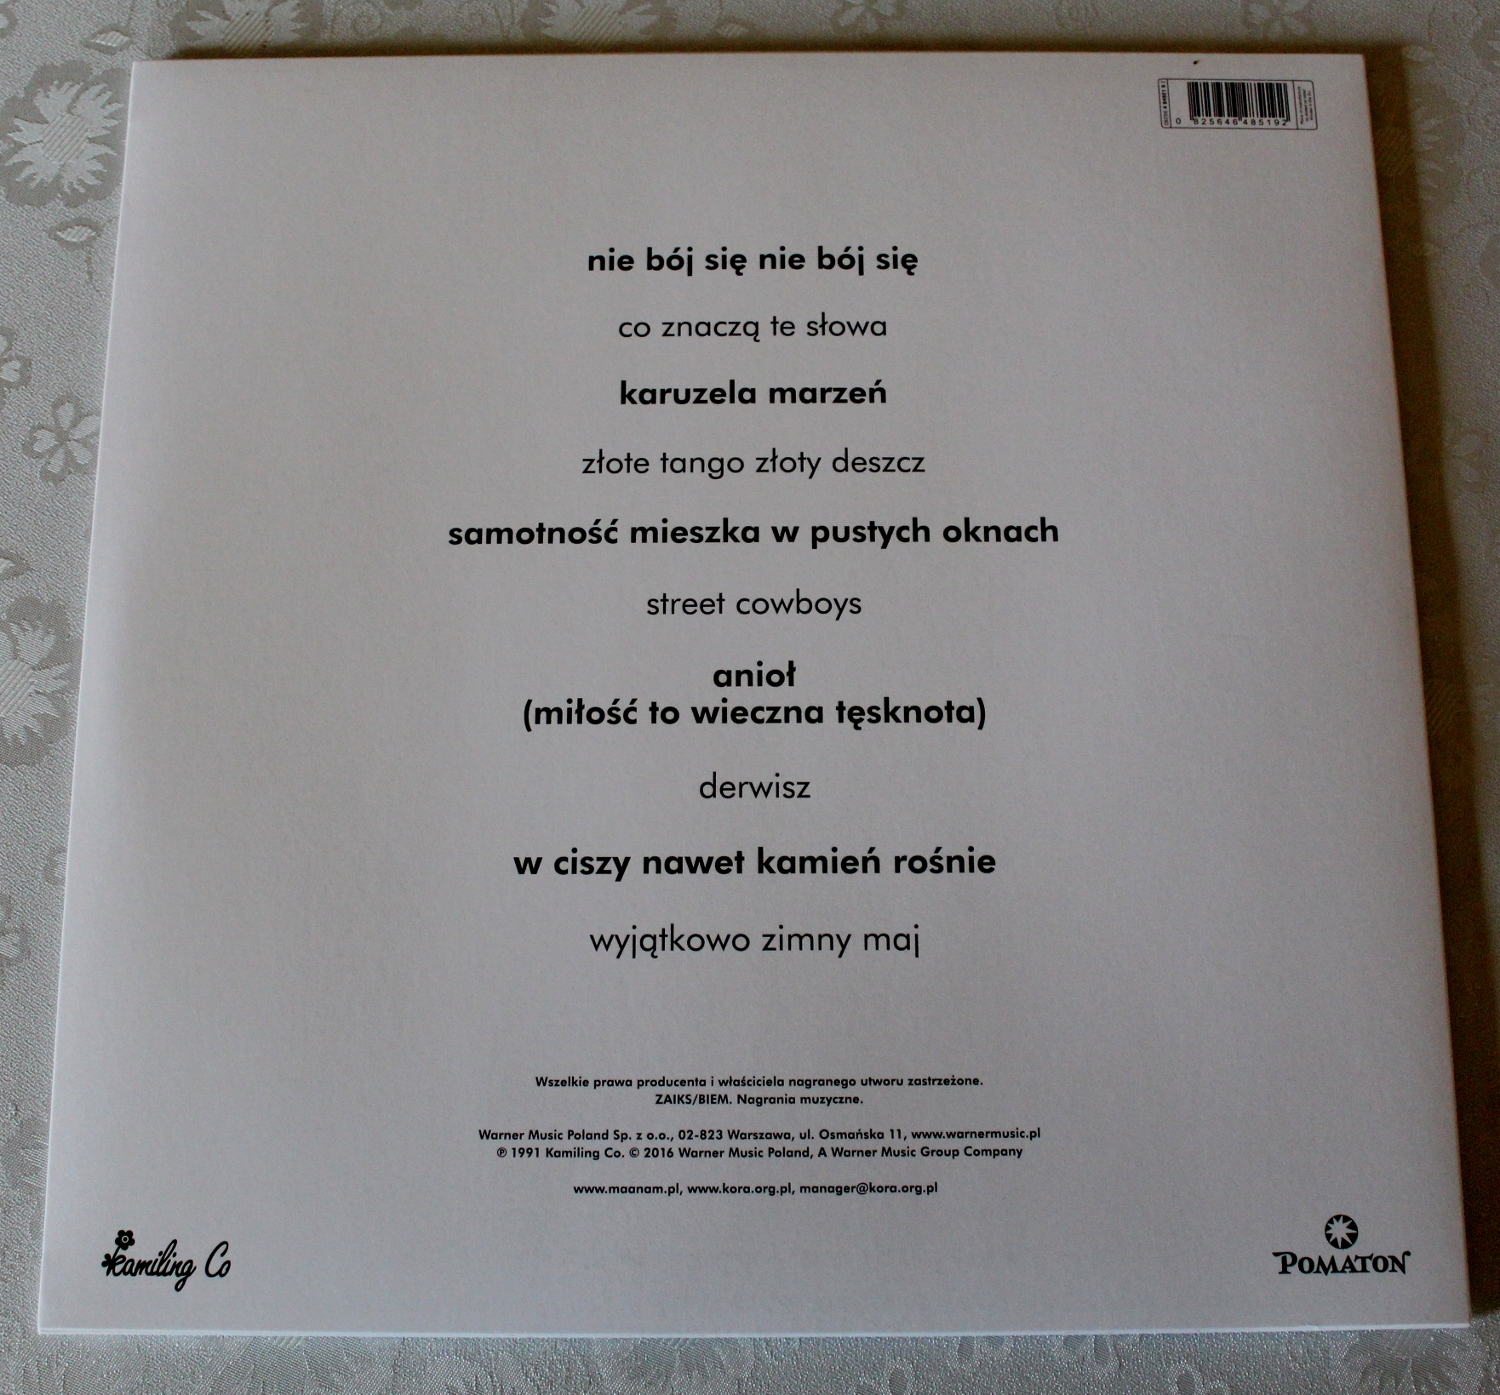 0 825646 485192
nie bój się nie bój się
co znaczą te słowa
karuzela marzeń
złote tango złoty deszcz
samotność mieszka w pustych oknach
street cowboys
anioł
(miłość to wieczna tęsknota)
derwisz
w ciszy nawet kamień rośnie
wyjątkowo zimny maj
Wszelkie prawa producenta i właściciela nagranego utworu zastrzeżone.
ZAIKS/BIEM. Nagrania muzyczne.
Warner Music Poland Sp. z o.o., 02-823 Warszawa, ul. Osmańska 11, www.warnermusic.pl
℗ 1991 Kamiling Co. © 2016 Warner Music Poland, A Warner Music Group Company
www.maanam.pl, www.kora.org.pl, manager@kora.org.pl
kamiling Co
POMATON